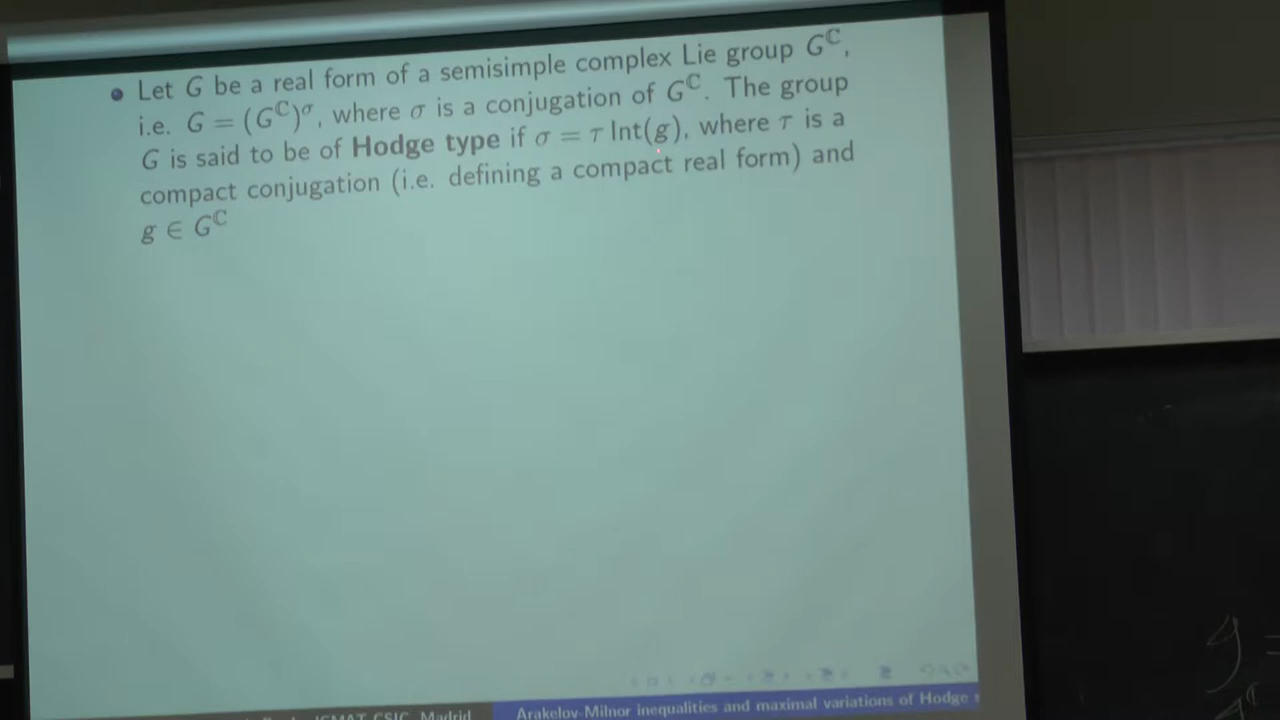 Let G be a real form of a semisimple complex Lie group G^ℂ,
i.e. G = (G^ℂ)^σ, where σ is a conjugation of G^ℂ. The group
G is said to be of Hodge type if σ = τ Int(g), where τ is a
compact conjugation (i.e. defining a compact real form) and
g ∈ G^ℂ
ICMAT-CSIC, Madrid
Arakelov-Milnor inequalities and maximal variations of Hodge